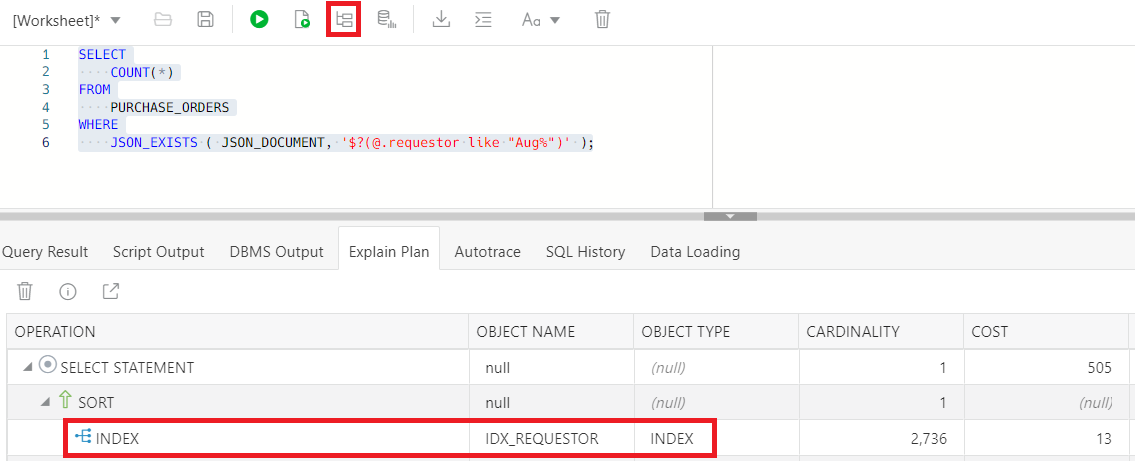 [Worksheet]* Aa
1 SELECT
2 ····COUNT(*)
3 FROM
4 ····PURCHASE_ORDERS
5 WHERE
6 ····JSON_EXISTS·(·JSON_DOCUMENT,·'$?(@.requestor·like·"Aug%")'·);
Query Result Script Output DBMS Output Explain Plan Autotrace SQL History Data Loading
OPERATION OBJECT NAME OBJECT TYPE CARDINALITY COST
SELECT STATEMENT null (null) 1 505
SORT null (null) 1 (null)
INDEX IDX_REQUESTOR INDEX 2,736 13